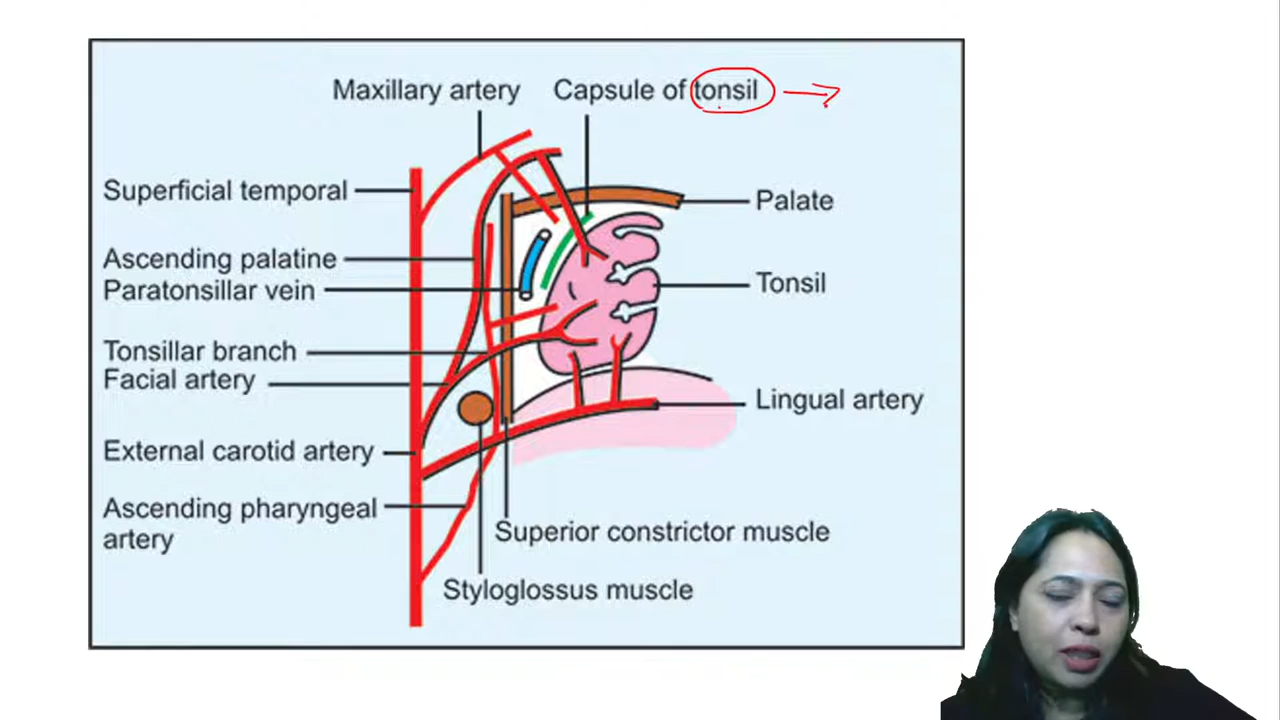 Maxillary artery
Capsule of tonsil
Superficial temporal
Palate
Ascending palatine
Paratonsillar vein
Tonsil
Tonsillar branch
Facial artery
Lingual artery
External carotid artery
Ascending pharyngeal
artery
Superior constrictor muscle
Styloglossus muscle